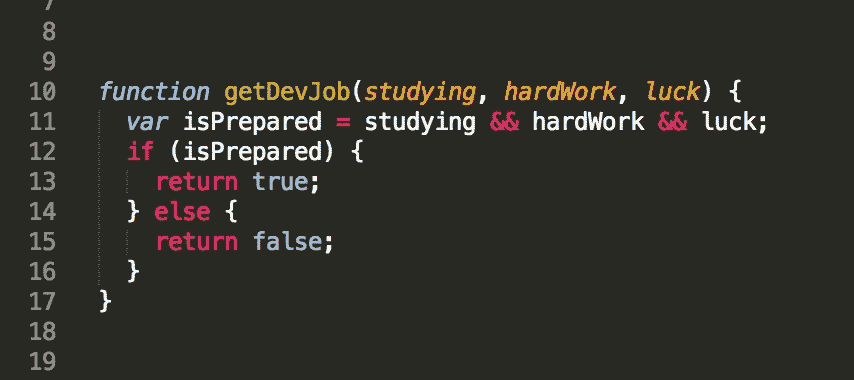 7
8
9
10 function getDevJob(studying, hardWork, luck) {
11   var isPrepared = studying && hardWork && luck;
12   if (isPrepared) {
13     return true;
14   } else {
15     return false;
16   }
17 }
18
19